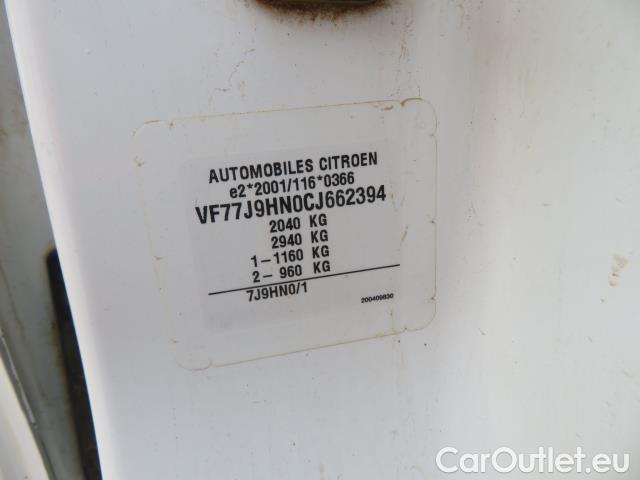 AUTOMOBILES CITROEN
e2*2001/116*0366
VF77J9HN0CJ662394
2040 KG
2940 KG
1-1160 KG
2- 960 KG
7J9HN0/1
200409830
CarOutlet.eu